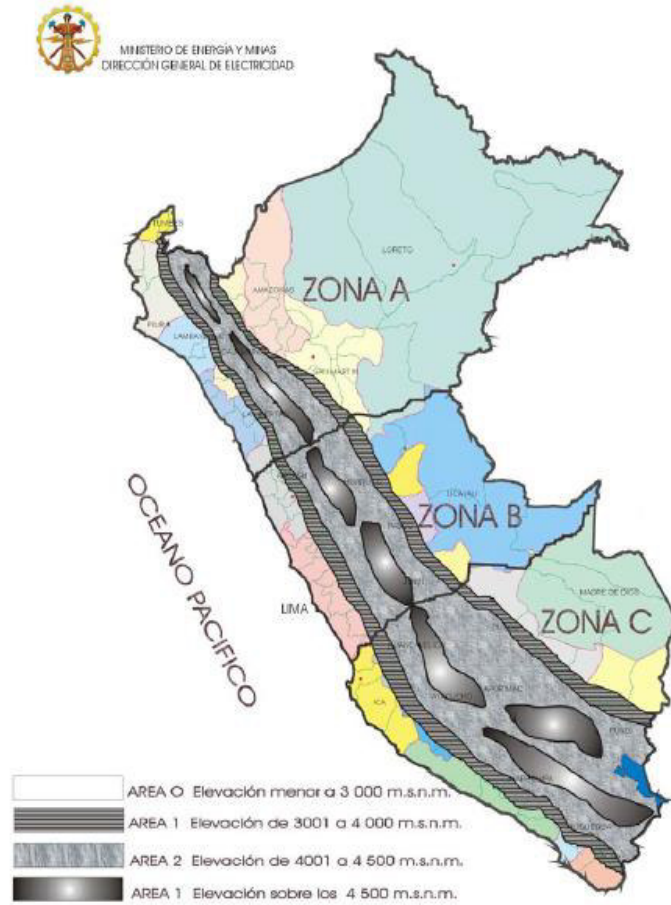 MINISTERIO DE ENERGÍA Y MINAS
DIRECCIÓN GENERAL DE ELECTRICIDAD
TUMBES
LORETO
ZONA A
AMAZONAS
PIURA
OCEANO PACIFICO
ZONA B
LIMA
MADRE DE DIOS
ZONA C
ICA
PUNO
AREA O Elevación menor a 3 000 m.s.n.m.
AREA 1 Elevación de 3001 a 4 000 m.s.n.m.
AREA 2 Elevación de 4001 a 4 500 m.s.n.m.
AREA 1 Elevación sobre los 4 500 m.s.n.m.